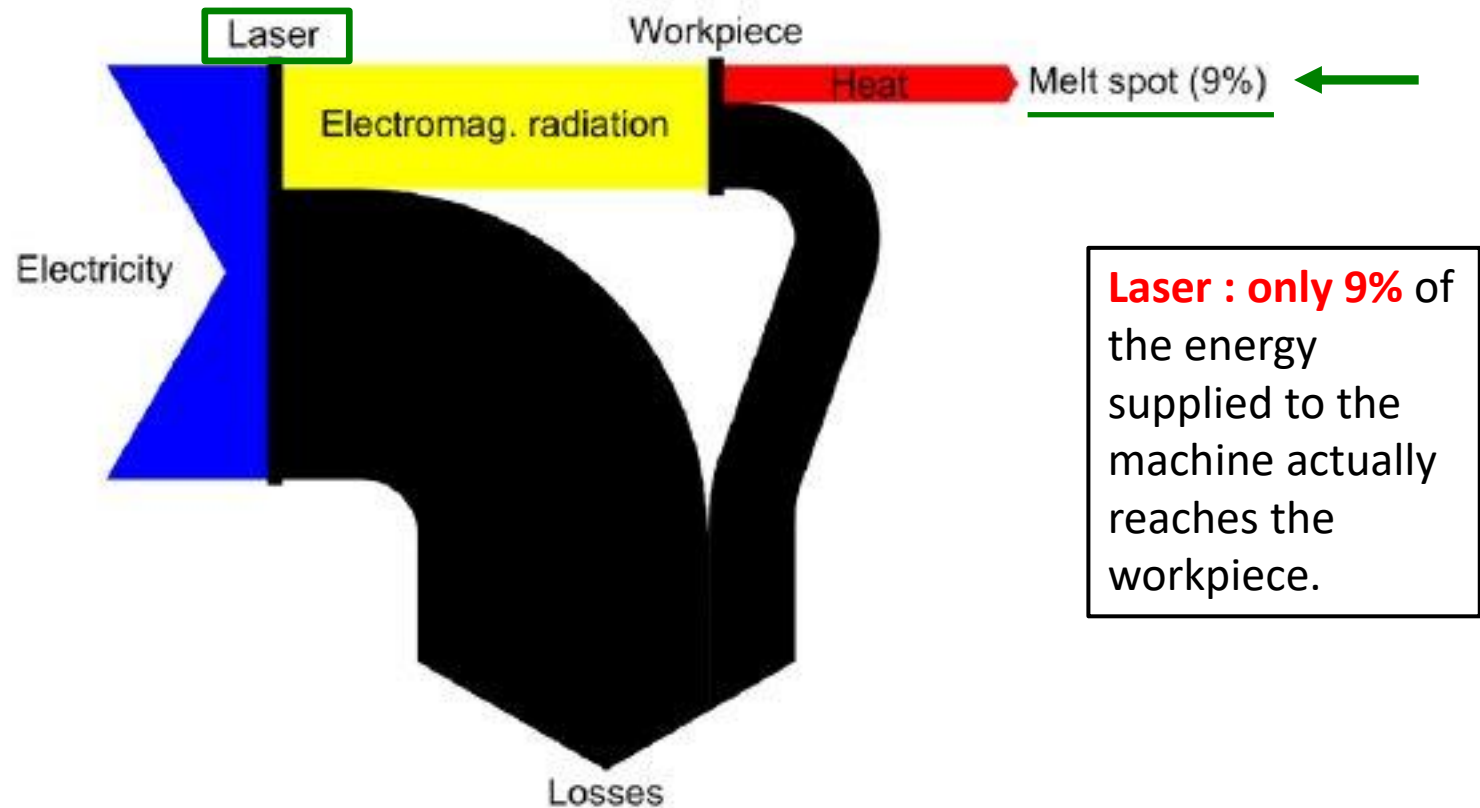 Laser
Workpiece
Heat
Melt spot (9%)
Electromag. radiation
Electricity
Laser : only 9% of
the energy
supplied to the
machine actually
reaches the
workpiece.
Losses